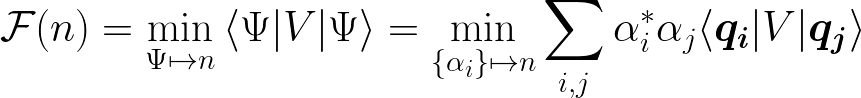 $\mathcal{F}(n) = \min_{\Psi \mapsto n} \langle \Psi | V | \Psi \rangle = \min_{\{\alpha_i\} \mapsto n} \sum_{i,j} \alpha_i^* \alpha_j \langle \boldsymbol{q_i} | V | \boldsymbol{q_j} \rangle$